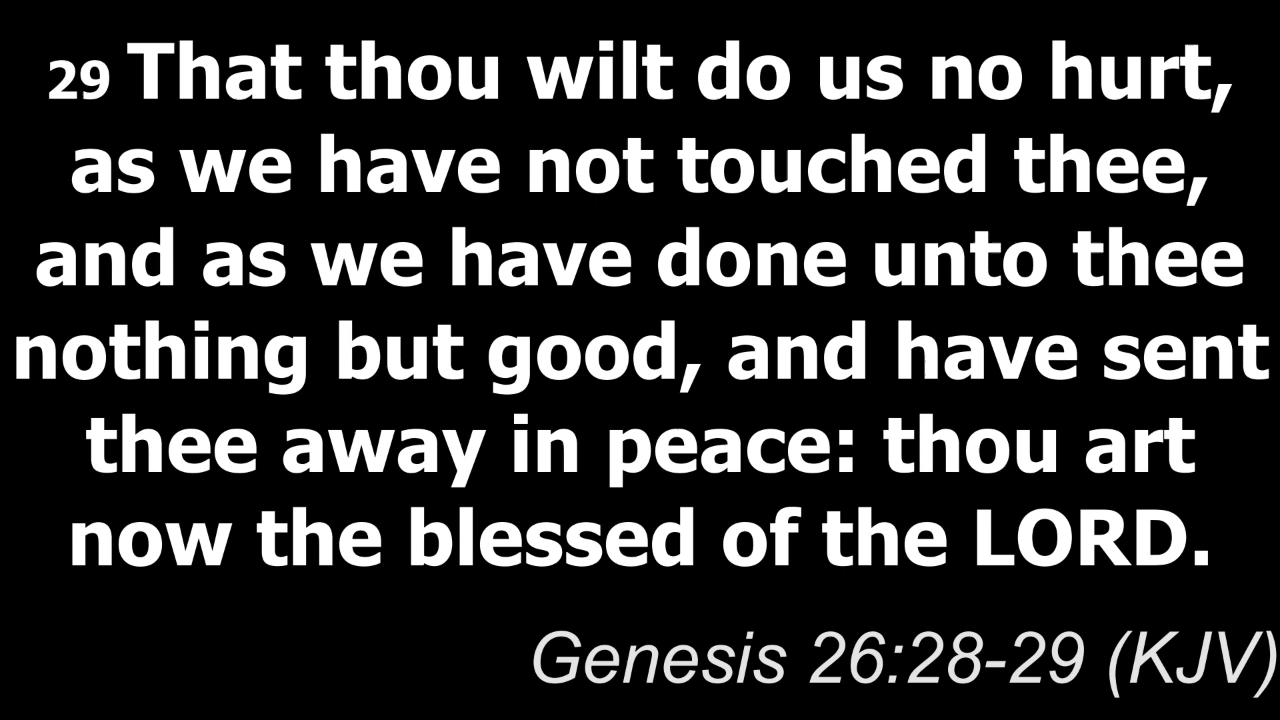 29 That thou wilt do us no hurt,
as we have not touched thee,
and as we have done unto thee
nothing but good, and have sent
thee away in peace: thou art
now the blessed of the LORD.
Genesis 26:28-29 (KJV)